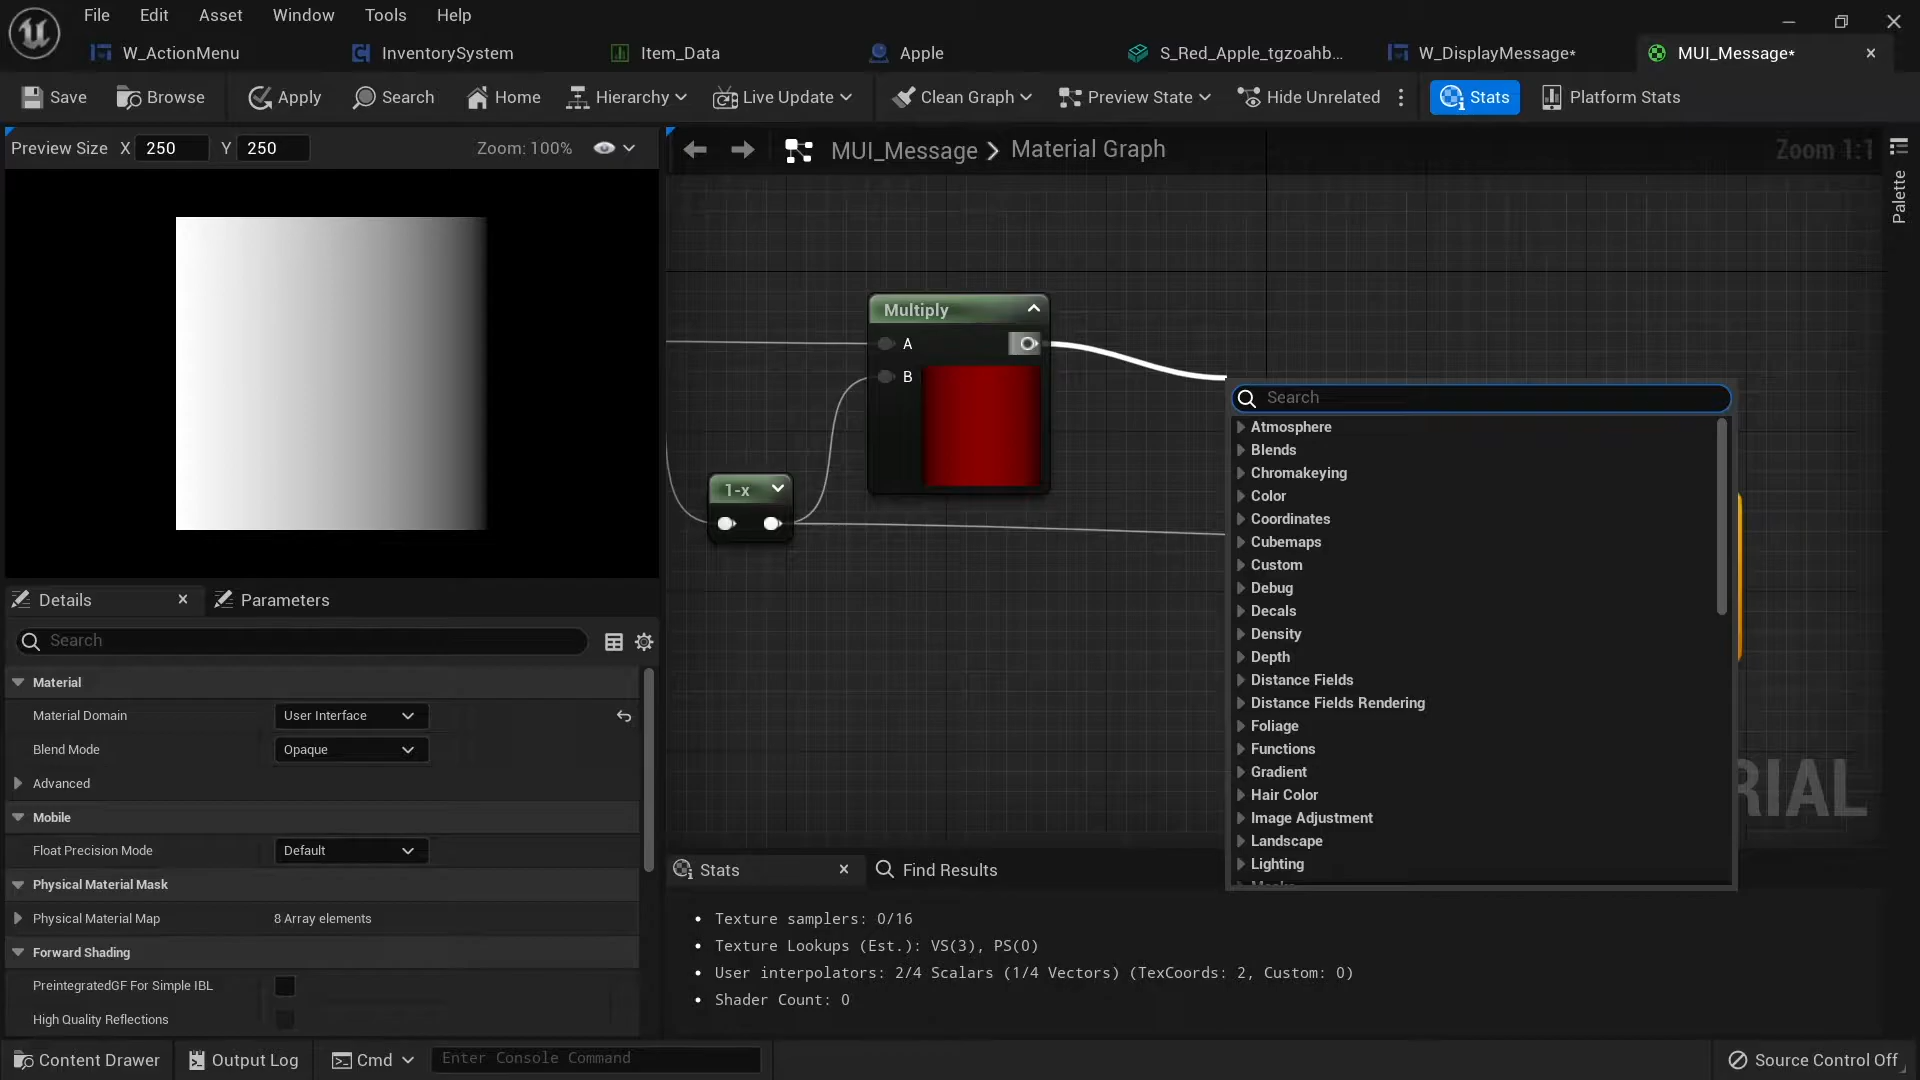 File Edit Asset Window Tools Help
W_ActionMenu InventorySystem Item_Data Apple S_Red_Apple_tgzoahb... W_DisplayMessage* MUI_Message*
Save Browse Apply Search Home Hierarchy Live Update Clean Graph Preview State Hide Unrelated Stats Platform Stats
Preview Size X 250 Y 250 Zoom: 100%
MUI_Message Material Graph Zoom 1:1
Palette
Multiply
A
B
1-x
Search
Atmosphere
Blends
Chromakeying
Color
Coordinates
Cubemaps
Custom
Debug
Decals
Density
Depth
Distance Fields
Distance Fields Rendering
Foliage
Functions
Gradient
Hair Color
Image Adjustment
Landscape
Lighting
RIAL
Details Parameters
Search
Material
Material Domain User Interface
Blend Mode Opaque
Advanced
Mobile
Float Precision Mode Default
Physical Material Mask
Physical Material Map 8 Array elements
Forward Shading
PreintegratedGF For Simple IBL
High Quality Reflections
Stats Find Results
• Texture samplers: 0/16
• Texture Lookups (Est.): VS(3), PS(0)
• User interpolators: 2/4 Scalars (1/4 Vectors) (TexCoords: 2, Custom: 0)
• Shader Count: 0
Content Drawer Output Log Cmd Enter Console Command Source Control Off